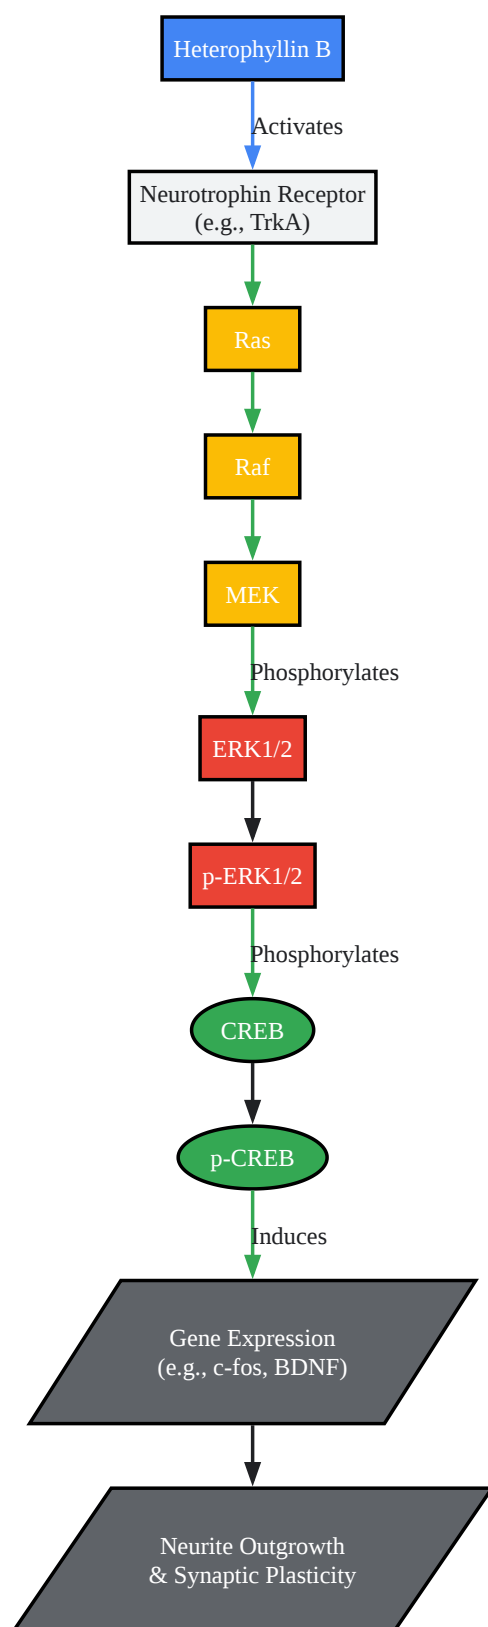 Heterophyllin B
Activates
Neurotrophin Receptor
(e.g., TrkA)
Ras
Raf
MEK
Phosphorylates
ERK1/2
p-ERK1/2
Phosphorylates
CREB
p-CREB
Induces
Gene Expression
(e.g., c-fos, BDNF)
Neurite Outgrowth
& Synaptic Plasticity